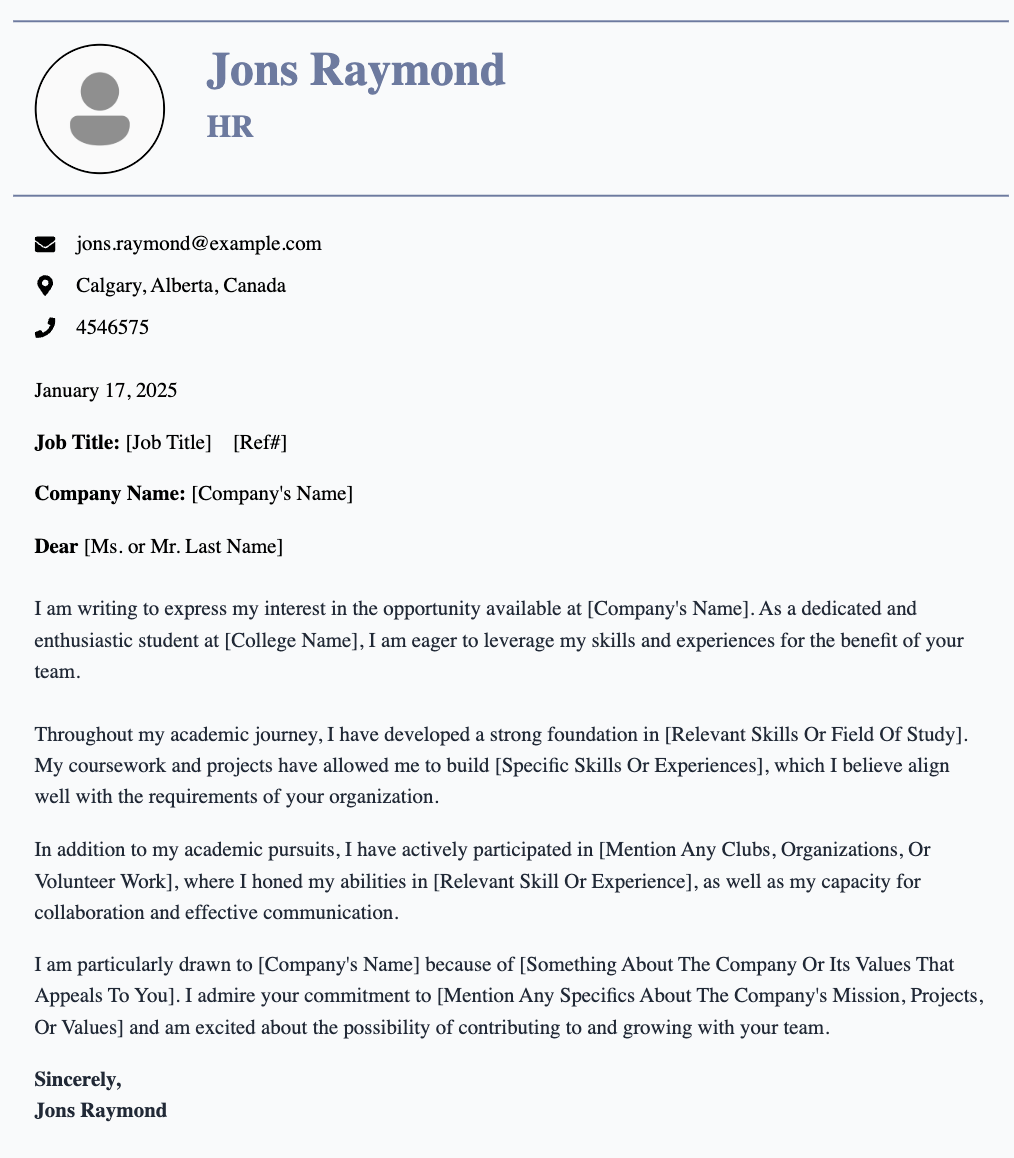 Jons Raymond
HR
jons.raymond@example.com
Calgary, Alberta, Canada
4546575
January 17, 2025
Job Title: [Job Title] [Ref#]
Company Name: [Company's Name]
Dear [Ms. or Mr. Last Name]
I am writing to express my interest in the opportunity available at [Company's Name]. As a dedicated and
enthusiastic student at [College Name], I am eager to leverage my skills and experiences for the benefit of your
team.
Throughout my academic journey, I have developed a strong foundation in [Relevant Skills Or Field Of Study].
My coursework and projects have allowed me to build [Specific Skills Or Experiences], which I believe align
well with the requirements of your organization.
In addition to my academic pursuits, I have actively participated in [Mention Any Clubs, Organizations, Or
Volunteer Work], where I honed my abilities in [Relevant Skill Or Experience], as well as my capacity for
collaboration and effective communication.
I am particularly drawn to [Company's Name] because of [Something About The Company Or Its Values That
Appeals To You]. I admire your commitment to [Mention Any Specifics About The Company's Mission, Projects,
Or Values] and am excited about the possibility of contributing to and growing with your team.
Sincerely,
Jons Raymond